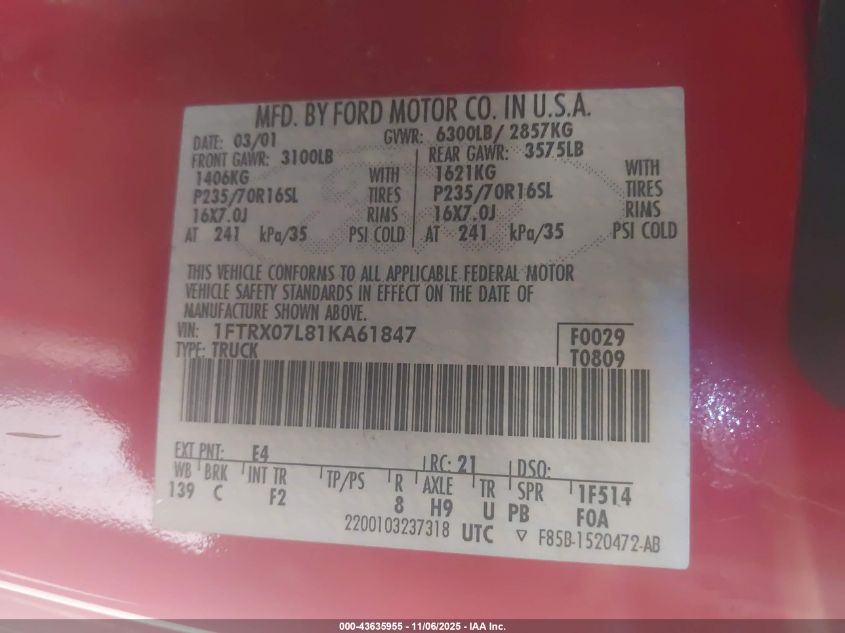 MFD. BY FORD MOTOR CO. IN U.S.A.
DATE: 03/01 GVWR: 6300LB/ 2857KG
FRONT GAWR: 3100LB REAR GAWR: 3575LB
1406KG WITH 1621KG WITH
P235/70R16SL TIRES P235/70R16SL TIRES
16X7.0J RIMS 16X7.0J RIMS
AT 241 kPa/35 PSI COLD AT 241 kPa/35 PSI COLD
THIS VEHICLE CONFORMS TO ALL APPLICABLE FEDERAL MOTOR
VEHICLE SAFETY STANDARDS IN EFFECT ON THE DATE OF
MANUFACTURE SHOWN ABOVE.
VIN: 1FTRX07L81KA61847 F0029
TYPE: TRUCK T0809
EXT PNT: E4 RC: 21 DSO:
WB BRK INT TR TP/PS R AXLE TR SPR 1F514
139 C F2 8 H9 U PB F0A
2200103237318 UTC ▽ F85B-1520472-AB
000-43635955 - 11/06/2025 - IAA Inc.